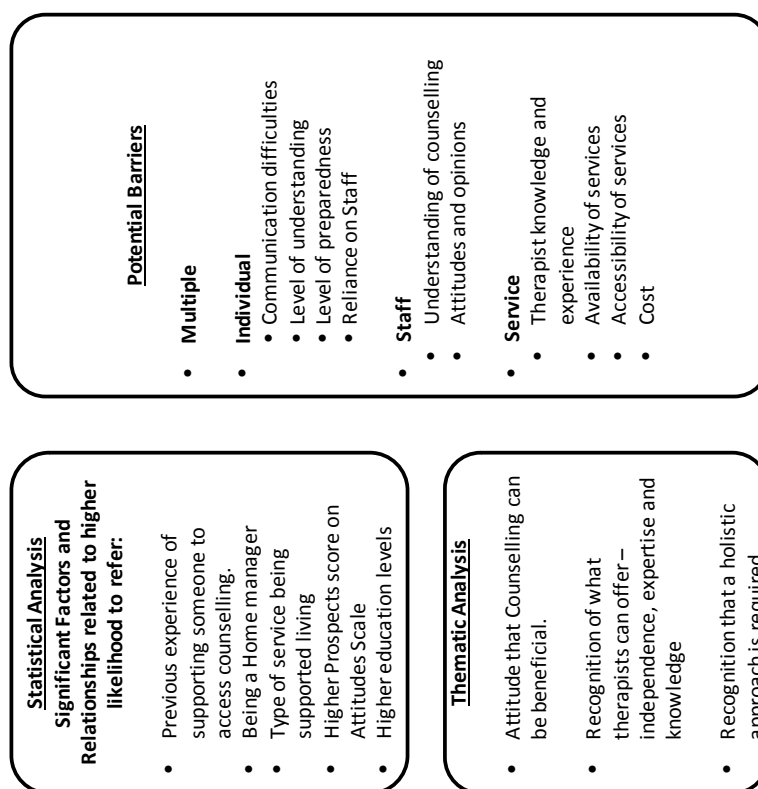 Statistical Analysis
Significant Factors and
Relationships related to higher
likelihood to refer:
• Previous experience of
supporting someone to
access counselling.
• Being a Home manager
• Type of service being
supported living
• Higher Prospects score on
Attitudes Scale
• Higher education levels
Thematic Analysis
• Attitude that Counselling can
be beneficial.
• Recognition of what
therapists can offer –
independence, expertise and
knowledge
• Recognition that a holistic
approach is required
Potential Barriers
• Multiple
• Individual
• Communication difficulties
• Level of understanding
• Level of preparedness
• Reliance on Staff
• Staff
• Understanding of counselling
• Attitudes and opinions
• Service
• Therapist knowledge and
experience
• Availability of services
• Accessibility of services
• Cost